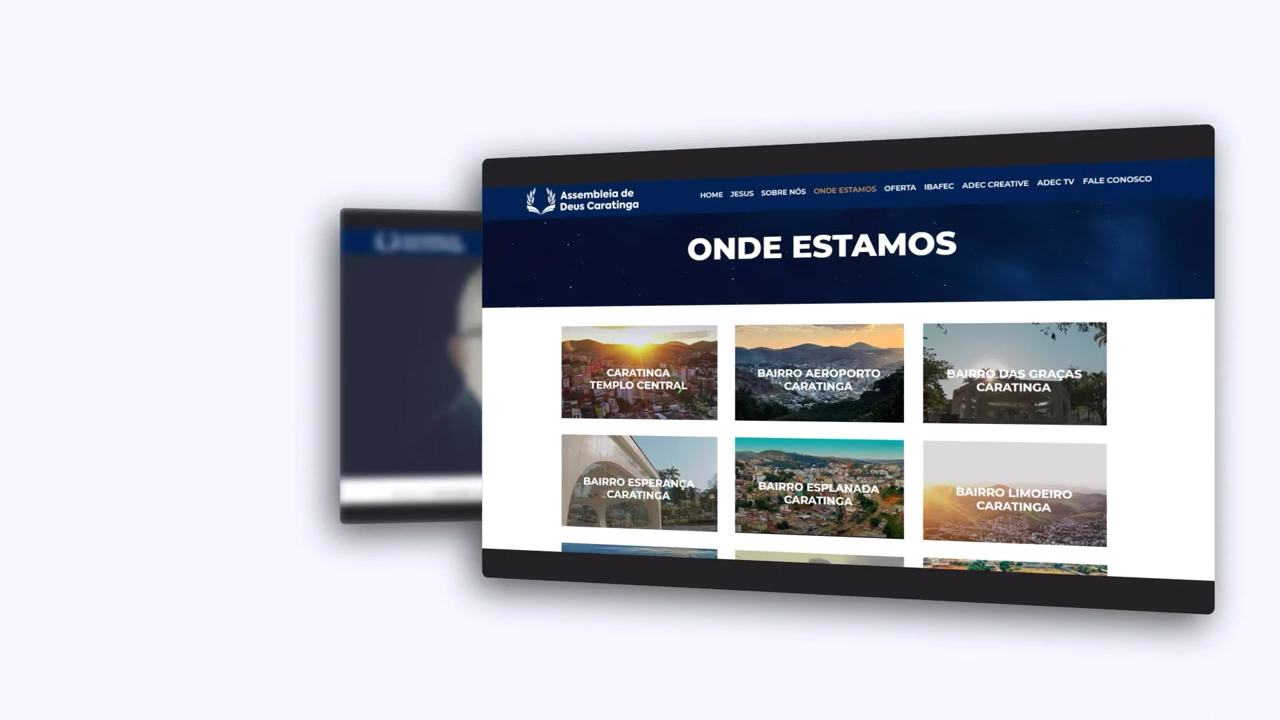 Assembleia de
Deus Caratinga
HOME JESUS SOBRE NÓS ONDE ESTAMOS OFERTA IBAFEC ADEC CREATIVE ADEC TV FALE CONOSCO
ONDE ESTAMOS
CARATINGA
TEMPLO CENTRAL
BAIRRO AEROPORTO
CARATINGA
BAIRRO DAS GRAÇAS
CARATINGA
BAIRRO ESPERANÇA
CARATINGA
BAIRRO ESPLANADA
CARATINGA
BAIRRO LIMOEIRO
CARATINGA